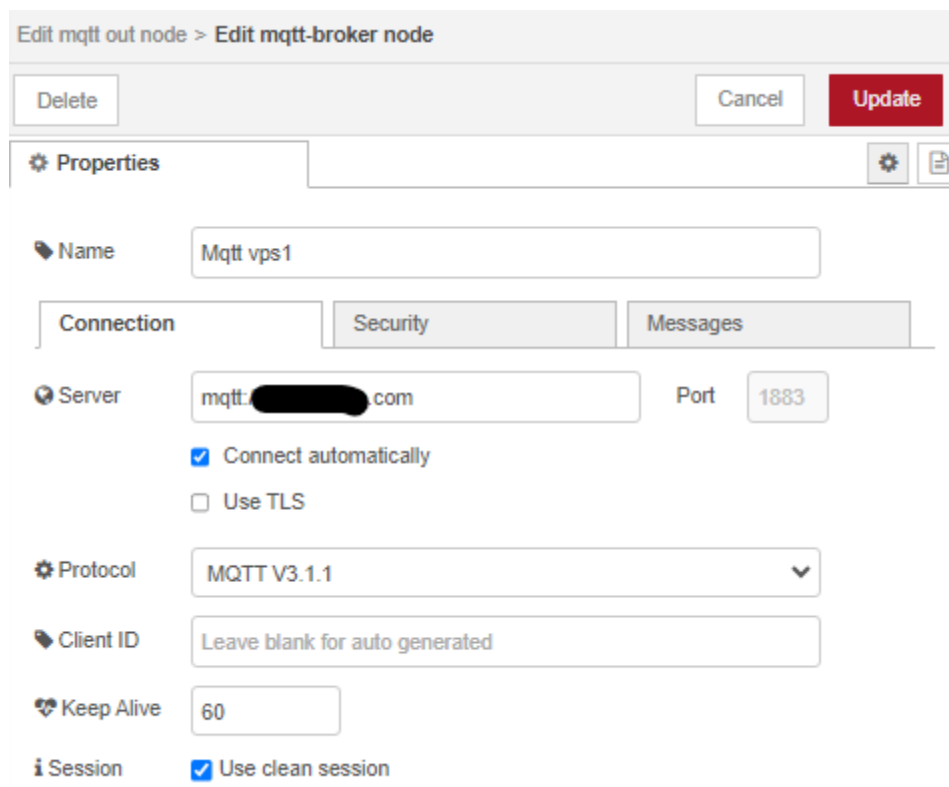 Edit mqtt out node > Edit mqtt-broker node
Delete Cancel Update
Properties
Name Mqtt vps1
Connection Security Messages
Server mqtt:/ .com Port 1883
Connect automatically
Use TLS
Protocol MQTT V3.1.1
Client ID Leave blank for auto generated
Keep Alive 60
Session Use clean session